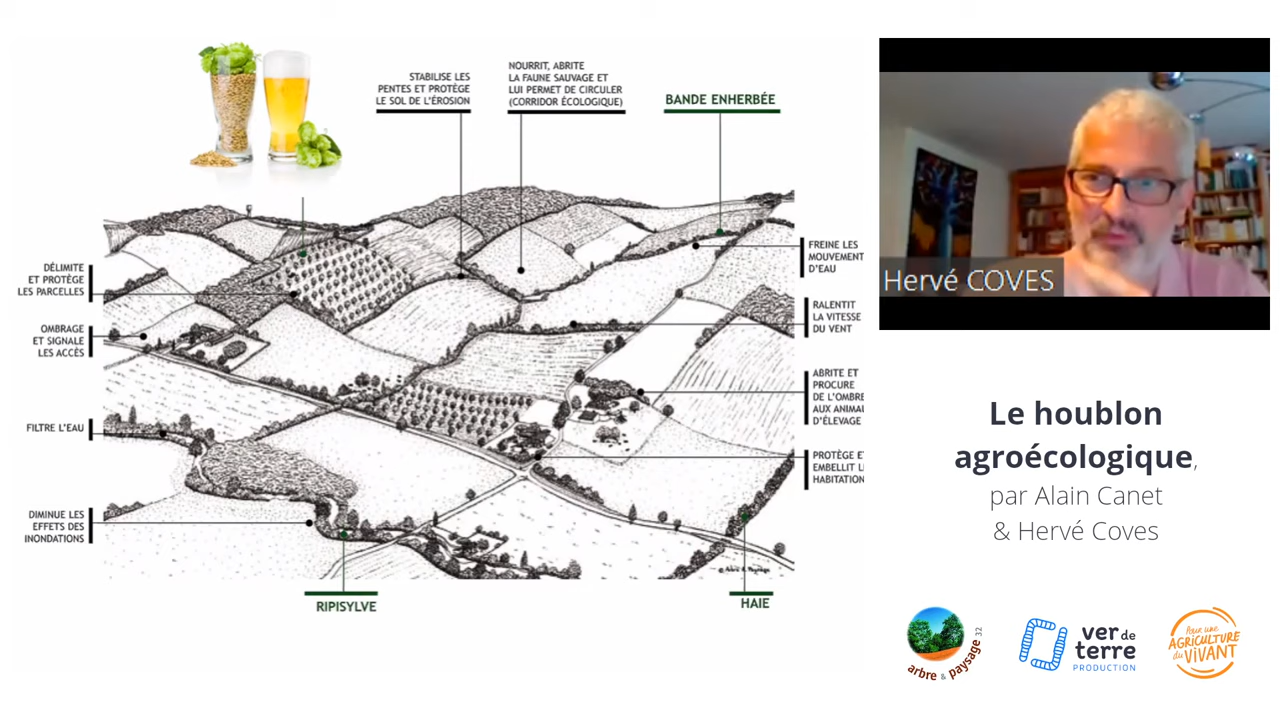 STABILISE LES
PENTES ET PROTÈGE
LE SOL DE L'ÉROSION
NOURRIT, ABRITE
LA FAUNE SAUVAGE ET
LUI PERMET DE CIRCULER
(CORRIDOR ÉCOLOGIQUE)
BANDE ENHERBÉE
DÉLIMITE
ET PROTÈGE
LES PARCELLES
OMBRAGE
ET SIGNALE
LES ACCÈS
FILTRE L'EAU
DIMINUE LES
EFFETS DES
INONDATIONS
FREINE LES
MOUVEMENT
D'EAU
RALENTIT
LA VITESSE
DU VENT
ABRITE ET
PROCURE
DE L'OMBRE
AUX ANIMAU
D'ÉLEVAGE
PROTÈGE ET
EMBELLIT L
HABITATION
RIPISYLVE
HAIE
© Arbre & Paysage
Hervé COVES
Le houblon
agroécologique,
par Alain Canet
& Hervé Coves
arbre & paysage 32
ver de
terre
PRODUCTION
Pour une
AGRICULTURE
du ViVANT